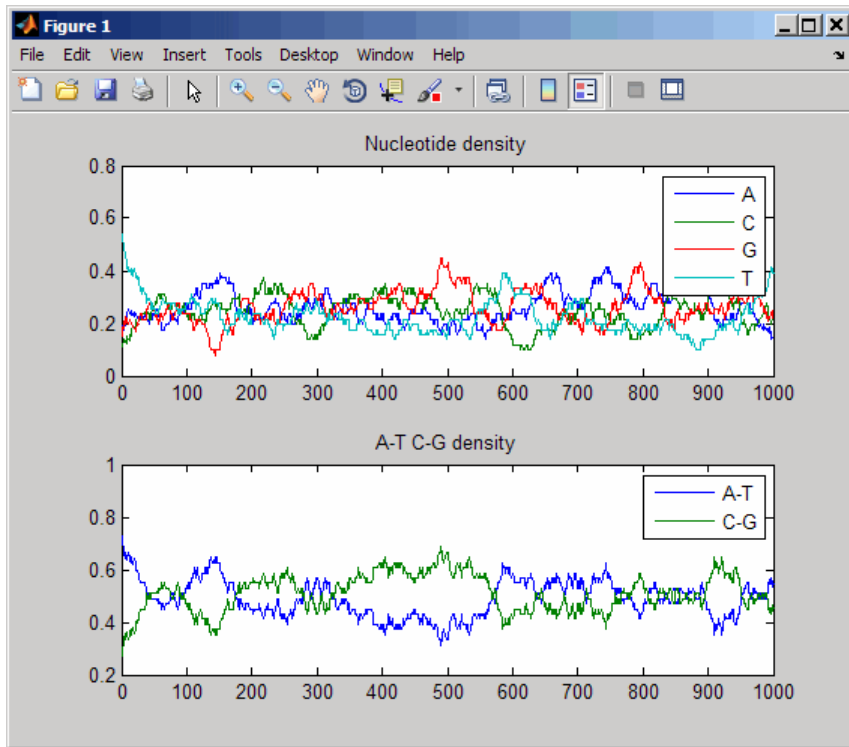 Figure 1
File Edit View Insert Tools Desktop Window Help
Nucleotide density
0.8
0.6
0.4
0.2
0
A
C
G
T
0 100 200 300 400 500 600 700 800 900 1000
A-T C-G density
1
0.8
0.6
0.4
0.2
A-T
C-G
0 100 200 300 400 500 600 700 800 900 1000